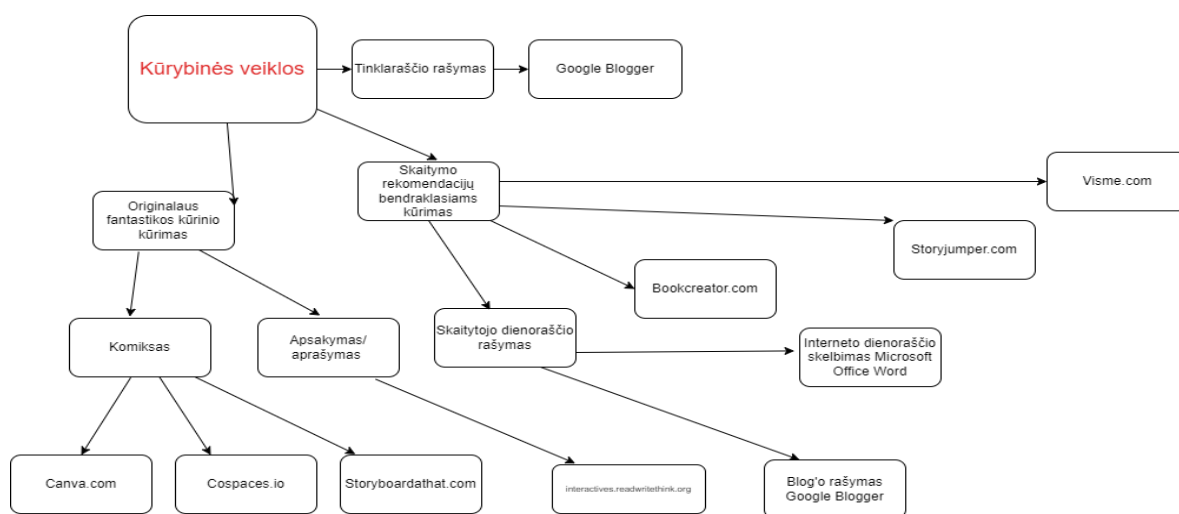 Kūrybinės veiklos
Tinklaraščio rašymas
Google Blogger
Skaitymo
rekomendacijų
bendraklasiams
kūrimas
Visme.com
Originalaus
fantastikos kūrinio
kūrimas
Storyjumper.com
Bookcreator.com
Komiksas
Apsakymas/
aprašymas
Skaitytojo dienoraščio
rašymas
Interneto dienoraščio
skelbimas Microsoft
Office Word
Canva.com
Cospaces.io
Storyboardathat.com
interactives.readwritethink.org
Blog'o rašymas
Google Blogger